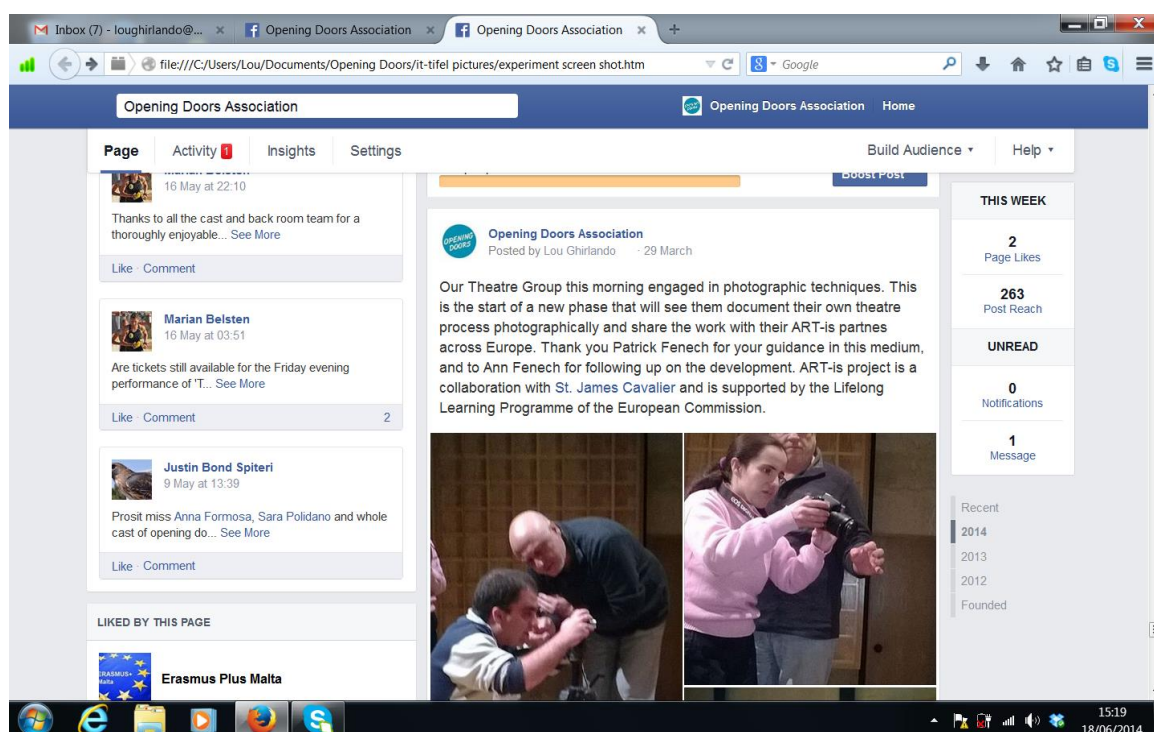 Inbox (7) - loughirlando@...
Opening Doors Association
Opening Doors Association
file:///C:/Users/Lou/Documents/Opening Doors/it-tifel pictures/experiment screen shot.htm
Google
Opening Doors Association
Opening Doors Association Home
Page Activity 1 Insights Settings
Build Audience Help
Marian Belsten
16 May at 22:10
Thanks to all the cast and back room team for a
thoroughly enjoyable... See More
Like · Comment
Marian Belsten
16 May at 03:51
Are tickets still available for the Friday evening
performance of 'T... See More
Like · Comment 2
Justin Bond Spiteri
9 May at 13:39
Prosit miss Anna Formosa, Sara Polidano and whole
cast of opening do... See More
Like · Comment
LIKED BY THIS PAGE
ERASMUS+
Malta
Erasmus Plus Malta
Boost Post
OPENING
DOORS
Opening Doors Association
Posted by Lou Ghirlando · 29 March
Our Theatre Group this morning engaged in photographic techniques. This
is the start of a new phase that will see them document their own theatre
process photographically and share the work with their ART-is partnes
across Europe. Thank you Patrick Fenech for your guidance in this medium,
and to Ann Fenech for following up on the development. ART-is project is a
collaboration with St. James Cavalier and is supported by the Lifelong
Learning Programme of the European Commission.
THIS WEEK
2
Page Likes
263
Post Reach
UNREAD
0
Notifications
1
Message
Recent
2014
2013
2012
Founded
15:19
18/06/2014